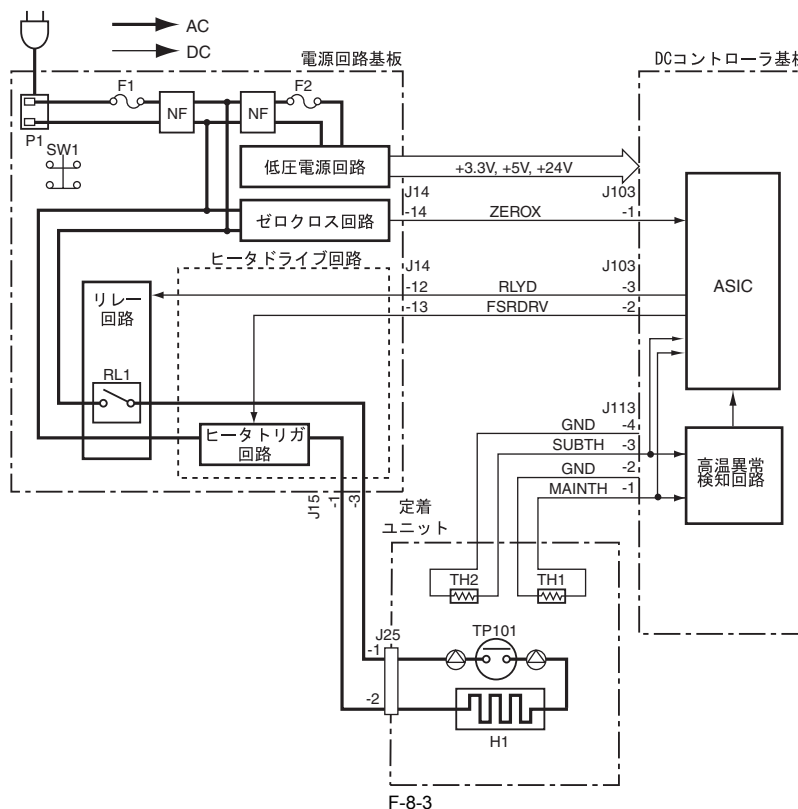 AC
DC
電源回路基板
DCコントローラ基板
F1
F2
NF
NF
P1
SW1
低圧電源回路
+3.3V, +5V, +24V
J14
J103
ゼロクロス回路
-14
ZEROX
-1
ヒータドライブ回路
J14
J103
ASIC
リレー
回路
-12
RLYD
-3
-13
FSRDRV
-2
RL1
J113
GND
-4
ヒータトリガ
回路
SUBTH
-3
高温異常
検知回路
GND
-2
MAINTH
-1
J15
-1
-3
定着
ユニット
TH2
TH1
J25
TP101
-1
-2
H1
F-8-3